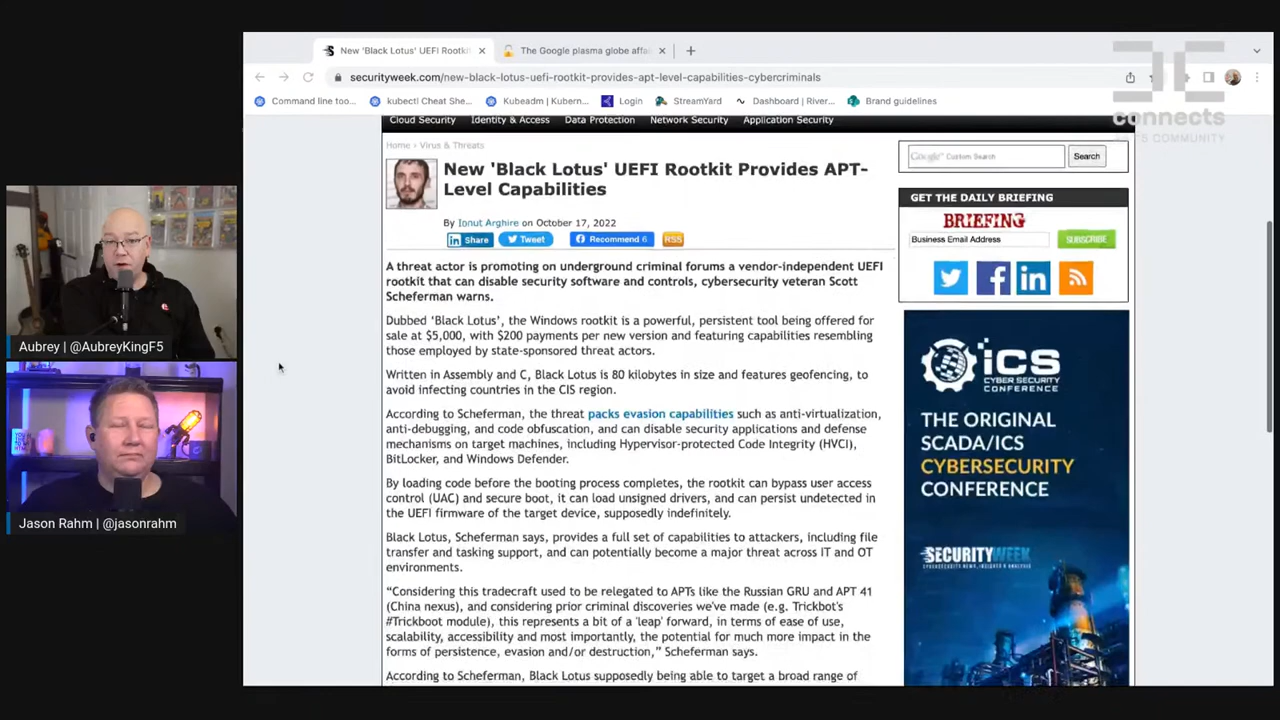 New 'Black Lotus' UEFI Rootkit
The Google plasma globe affa
securityweek.com/new-black-lotus-uefi-rootkit-provides-apt-level-capabilities-cybercriminals
connects
Command line too...
kubectl Cheat She...
Kubeadm | Kubern...
Login
StreamYard
Dashboard | River...
Brand guidelines
Cloud Security
Identity & Access
Data Protection
Network Security
Application Security
COMMUNITY
Home › Virus & Threats
New 'Black Lotus' UEFI Rootkit Provides APT-
Level Capabilities
By Ionut Arghire on October 17, 2022
Share
Tweet
Recommend 6
RSS
A threat actor is promoting on underground criminal forums a vendor-independent UEFI
rootkit that can disable security software and controls, cybersecurity veteran Scott
Scheferman warns.
Dubbed ‘Black Lotus’, the Windows rootkit is a powerful, persistent tool being offered for
sale at $5,000, with $200 payments per new version and featuring capabilities resembling
those employed by state-sponsored threat actors.
Written in Assembly and C, Black Lotus is 80 kilobytes in size and features geofencing, to
avoid infecting countries in the CIS region.
According to Scheferman, the threat packs evasion capabilities such as anti-virtualization,
anti-debugging, and code obfuscation, and can disable security applications and defense
mechanisms on target machines, including Hypervisor-protected Code Integrity (HVCI),
BitLocker, and Windows Defender.
By loading code before the booting process completes, the rootkit can bypass user access
control (UAC) and secure boot, it can load unsigned drivers, and can persist undetected in
the UEFI firmware of the target device, supposedly indefinitely.
Black Lotus, Scheferman says, provides a full set of capabilities to attackers, including file
transfer and tasking support, and can potentially become a major threat across IT and OT
environments.
“Considering this tradecraft used to be relegated to APTs like the Russian GRU and APT 41
(China nexus), and considering prior criminal discoveries we've made (e.g. Trickbot's
#Trickboot module), this represents a bit of a 'leap' forward, in terms of ease of use,
scalability, accessibility and most importantly, the potential for much more impact in the
forms of persistence, evasion and/or destruction,” Scheferman says.
According to Scheferman, Black Lotus supposedly being able to target a broad range of
Google Custom Search
Search
GET THE DAILY BRIEFING
BRIEFING
Business Email Address
SUBSCRIBE
ICS
CYBER SECURITY
CONFERENCE
THE ORIGINAL
SCADA/ICS
CYBERSECURITY
CONFERENCE
SECURITYWEEK
Aubrey | @AubreyKingF5
Jason Rahm | @jasonrahm